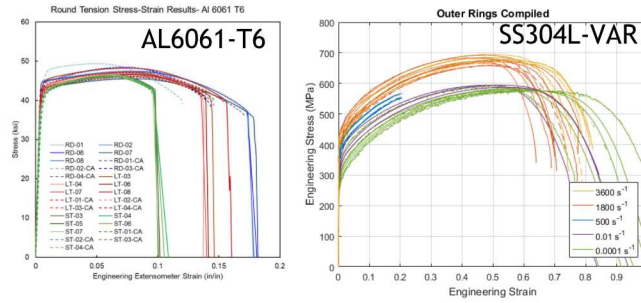 Round Tension Stress-Strain Results- Al 6061 T6
AL6061-T6
60
50
40
30
20
10
0
Stress (ksi)
RD-01 RD-02
RD-06 RD-07
RD-08 RD-01-CA
RD-02-CA RD-03-CA
RD-04-CA LT-03
LT-04 LT-06
LT-07 LT-08
LT-01-CA LT-02-CA
LT-03-CA LT-04-CA
ST-03 ST-04
ST-05 ST-06
ST-07 ST-01-CA
ST-02-CA ST-03-CA
ST-04-CA
0 0.05 0.1 0.15 0.2
Engineering Extensometer Strain (in/in)
Outer Rings Compiled
SS304L-VAR
800
700
600
500
400
300
200
100
0
Engineering Stress (MPa)
3600 s⁻¹
1800 s⁻¹
500 s⁻¹
0.01 s⁻¹
0.0001 s⁻¹
0 0.1 0.2 0.3 0.4 0.5 0.6 0.7 0.8 0.9
Engineering Strain